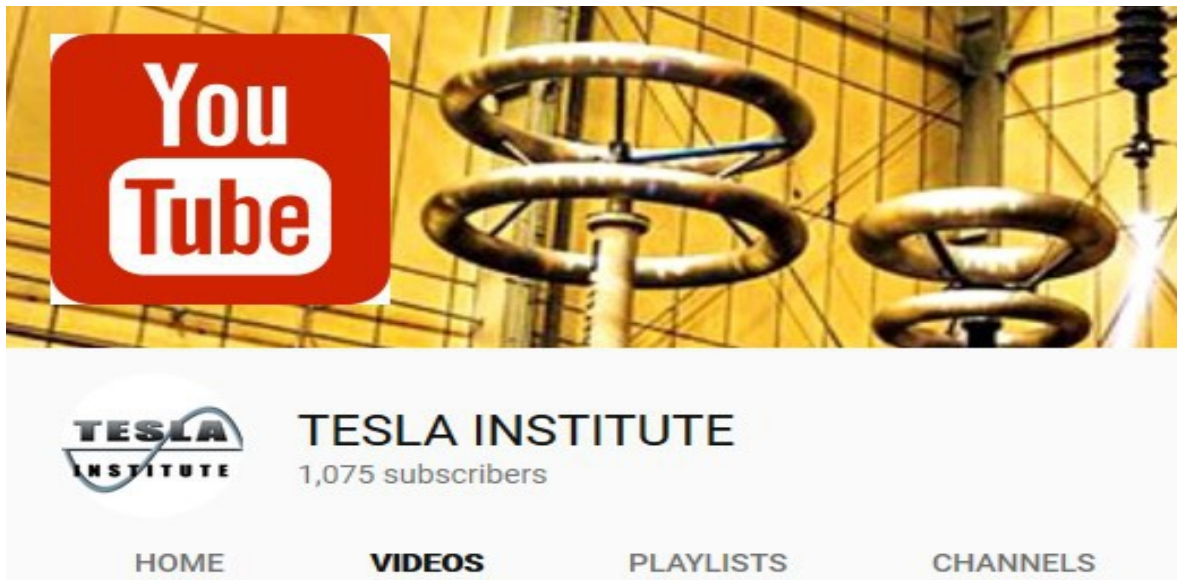 You
Tube
TESLA
INSTITUTE
TESLA INSTITUTE
1,075 subscribers
HOME VIDEOS PLAYLISTS CHANNELS